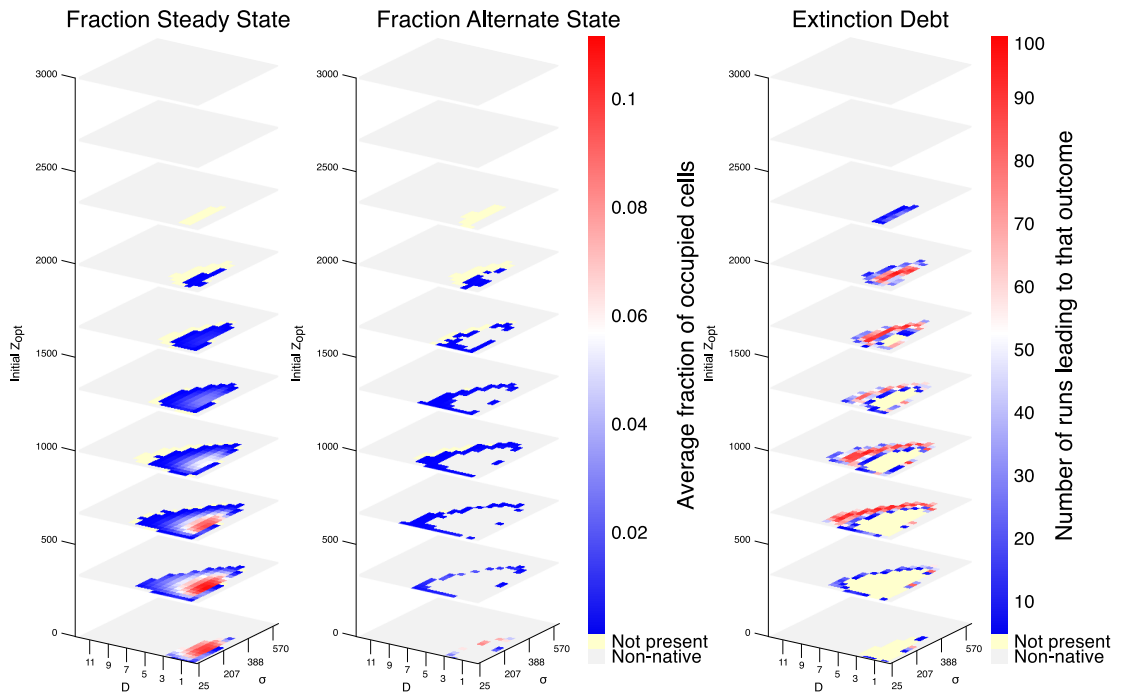 Fraction Steady State
Fraction Alternate State
Extinction Debt
3000
2500
2000
1500
1000
500
0
Initial Zopt
11 9 7 5 3 1
D
25 207 388 570
σ
3000
2500
2000
1500
1000
500
0
Initial Zopt
11 9 7 5 3 1
D
25 207 388 570
σ
0.1
0.08
0.06
0.04
0.02
Not present
Non-native
Average fraction of occupied cells
3000
2500
2000
1500
1000
500
0
Initial Zopt
11 9 7 5 3 1
D
25 207 388 570
σ
100
90
80
70
60
50
40
30
20
10
Not present
Non-native
Number of runs leading to that outcome